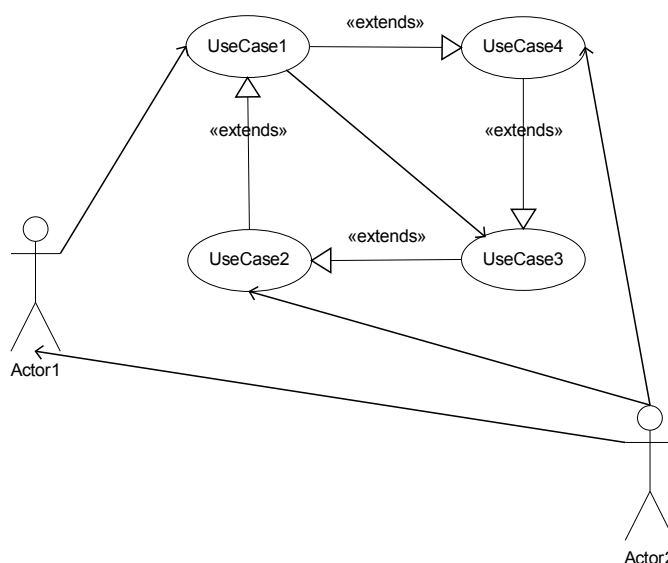 «extends»
UseCase1
UseCase4
«extends»
«extends»
«extends»
UseCase2
UseCase3
Actor1
Actor2